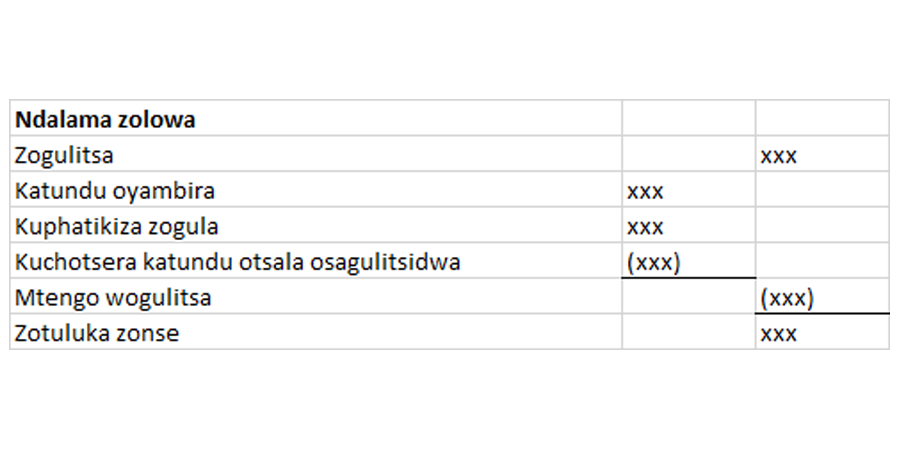 Ndalama zolowa
Zogulitsa xxx
Katundu oyambira xxx
Kuphatikiza zogula xxx
Kuchotsera katundu otsala osagulitsidwa (xxx)
Mtengo wogulitsa (xxx)
Zotuluka zonse xxx